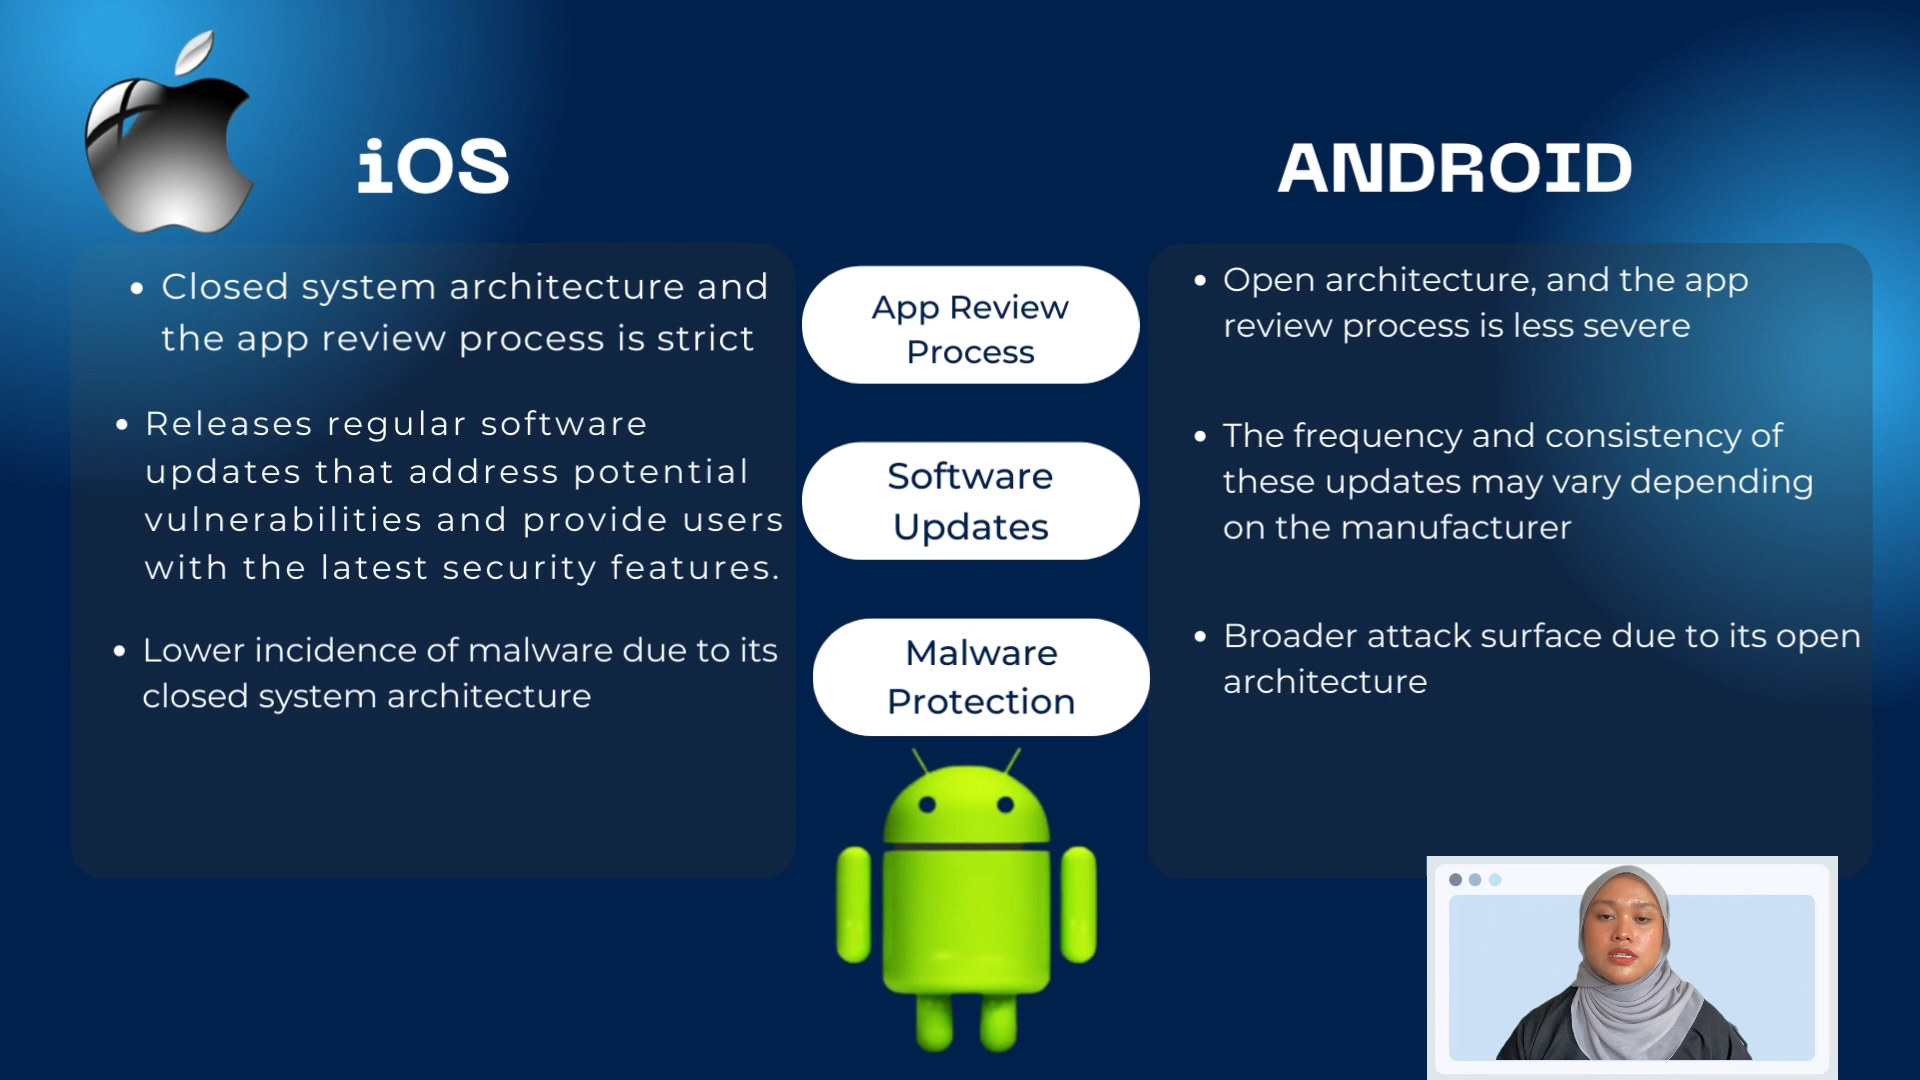 iOS
ANDROID
• Closed system architecture and
the app review process is strict
• Releases regular software
updates that address potential
vulnerabilities and provide users
with the latest security features.
• Lower incidence of malware due to its
closed system architecture
App Review
Process
Software
Updates
Malware
Protection
• Open architecture, and the app
review process is less severe
• The frequency and consistency of
these updates may vary depending
on the manufacturer
• Broader attack surface due to its open
architecture